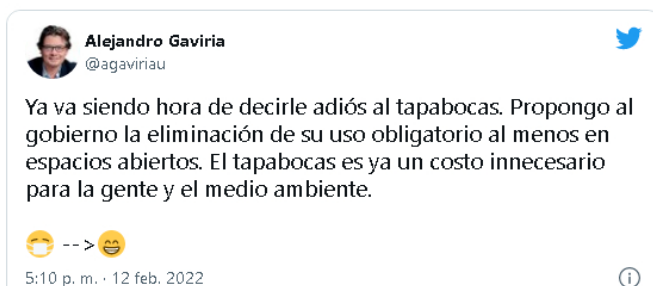 Alejandro Gaviria
@agaviriau
Ya va siendo hora de decirle adiós al tapabocas. Propongo al
gobierno la eliminación de su uso obligatorio al menos en
espacios abiertos. El tapabocas es ya un costo innecesario
para la gente y el medio ambiente.
😷 --> 😁
5:10 p. m. · 12 feb. 2022